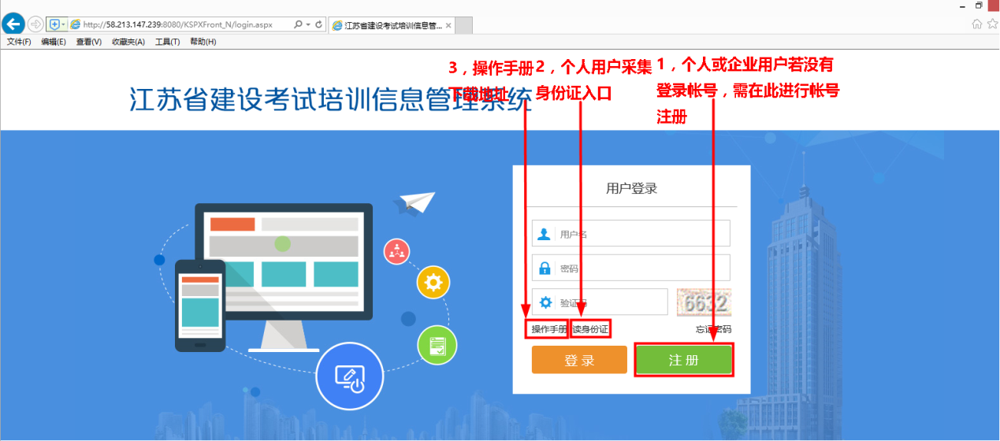 http://58.213.147.239:8080/KSPXFront_N/login.aspx
江苏省建设考试培训信息管...
文件(F) 编辑(E) 查看(V) 收藏夹(A) 工具(T) 帮助(H)
3，操作手册
下载地址
2，个人用户采集
身份证入口
1，个人或企业用户若没有
登录帐号，需在此进行帐号
注册
江苏省建设考试培训信息管理系统
用户登录
用户名
密码
验证码
6632
操作手册 读身份证 忘记密码
登录 注册